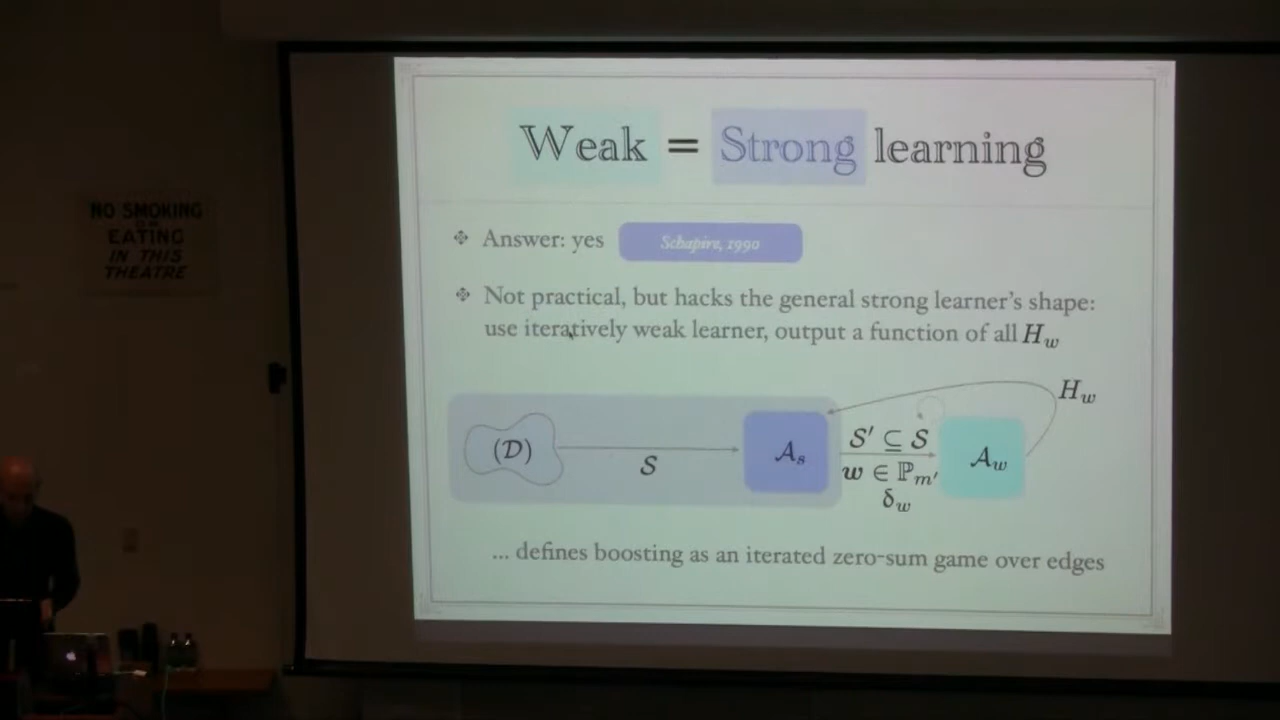 Weak = Strong learning
Answer: yes Schapire, 1990
Not practical, but hacks the general strong learner's shape:
use iteratively weak learner, output a function of all H_w
H_w
(D)
S
A_s
S' ⊆ S
w ∈ ℙ_m'
δ_w
A_w
... defines boosting as an iterated zero-sum game over edges
NO SMOKING
OR
EATING
IN THIS
THEATRE